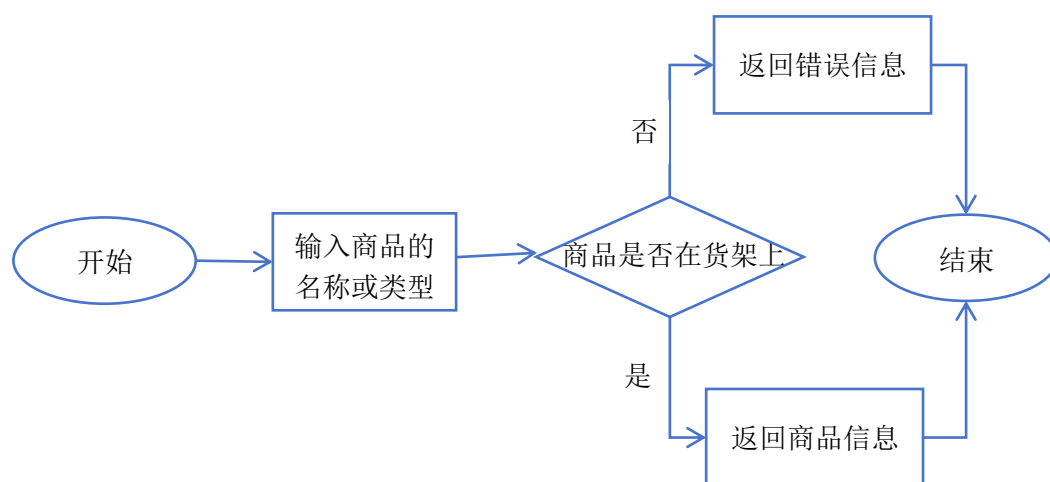 开始
输入商品的
名称或类型
商品是否在货架上
否
返回错误信息
是
返回商品信息
结束